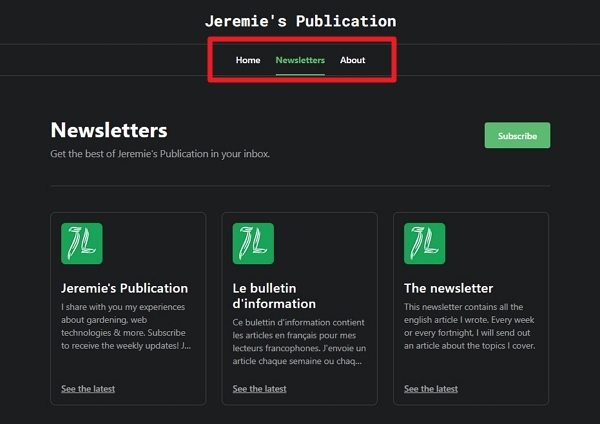 Jeremie's Publication
Home Newsletters About
Newsletters
Get the best of Jeremie's Publication in your inbox.
Subscribe
JL
Jeremie's Publication
I share with you my experiences
about gardening, web
technologies & more. Subscribe
to receive the weekly updates! J...
See the latest
JL
Le bulletin
d'information
Ce buletin d'information contient
les articles en français pour mes
lecteurs francophones. J'envoie un
article chaque semaine ou chaq...
See the latest
JL
The newsletter
This newsletter contains all the
english article I wrote. Every week
or every fortnight, I will send out
an article about the topics I cover.
See the latest